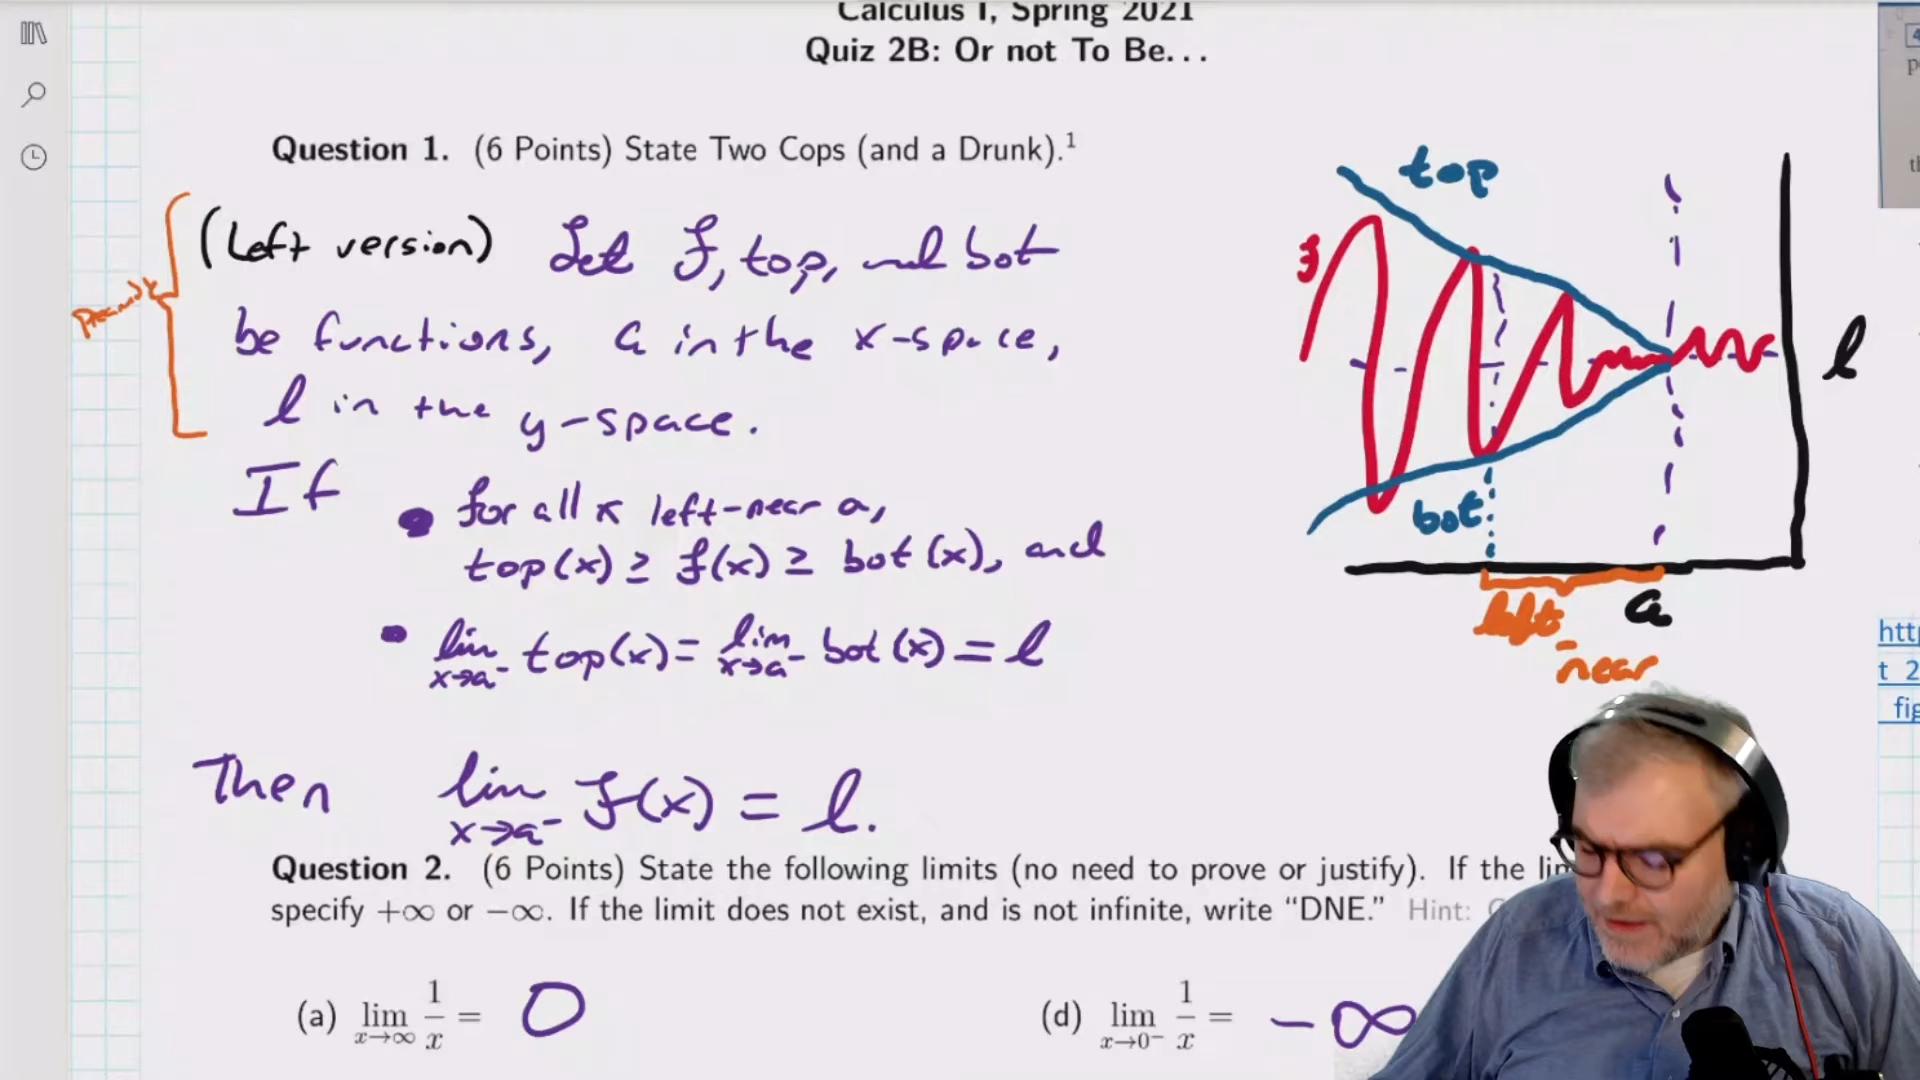 Calculus I, Spring 2021
Quiz 2B: Or not To Be...
Question 1. (6 Points) State Two Cops (and a Drunk).¹
(Left version) Let f, top, and bot
be functions, a in the x-space,
l in the y-space.
If
• for all x left-near a,
top(x) ≥ f(x) ≥ bot(x), and
• lim x→a⁻ top(x) = lim x→a⁻ bot(x) = l
Then lim x→a⁻ f(x) = l.
top
f
l
bot
left-near
a
Question 2. (6 Points) State the following limits (no need to prove or justify). If the
specify +∞ or −∞. If the limit does not exist, and is not infinite, write “DNE.” Hint:
(a) lim x→∞ 1/x = 0
(d) lim x→0⁻ 1/x = −∞